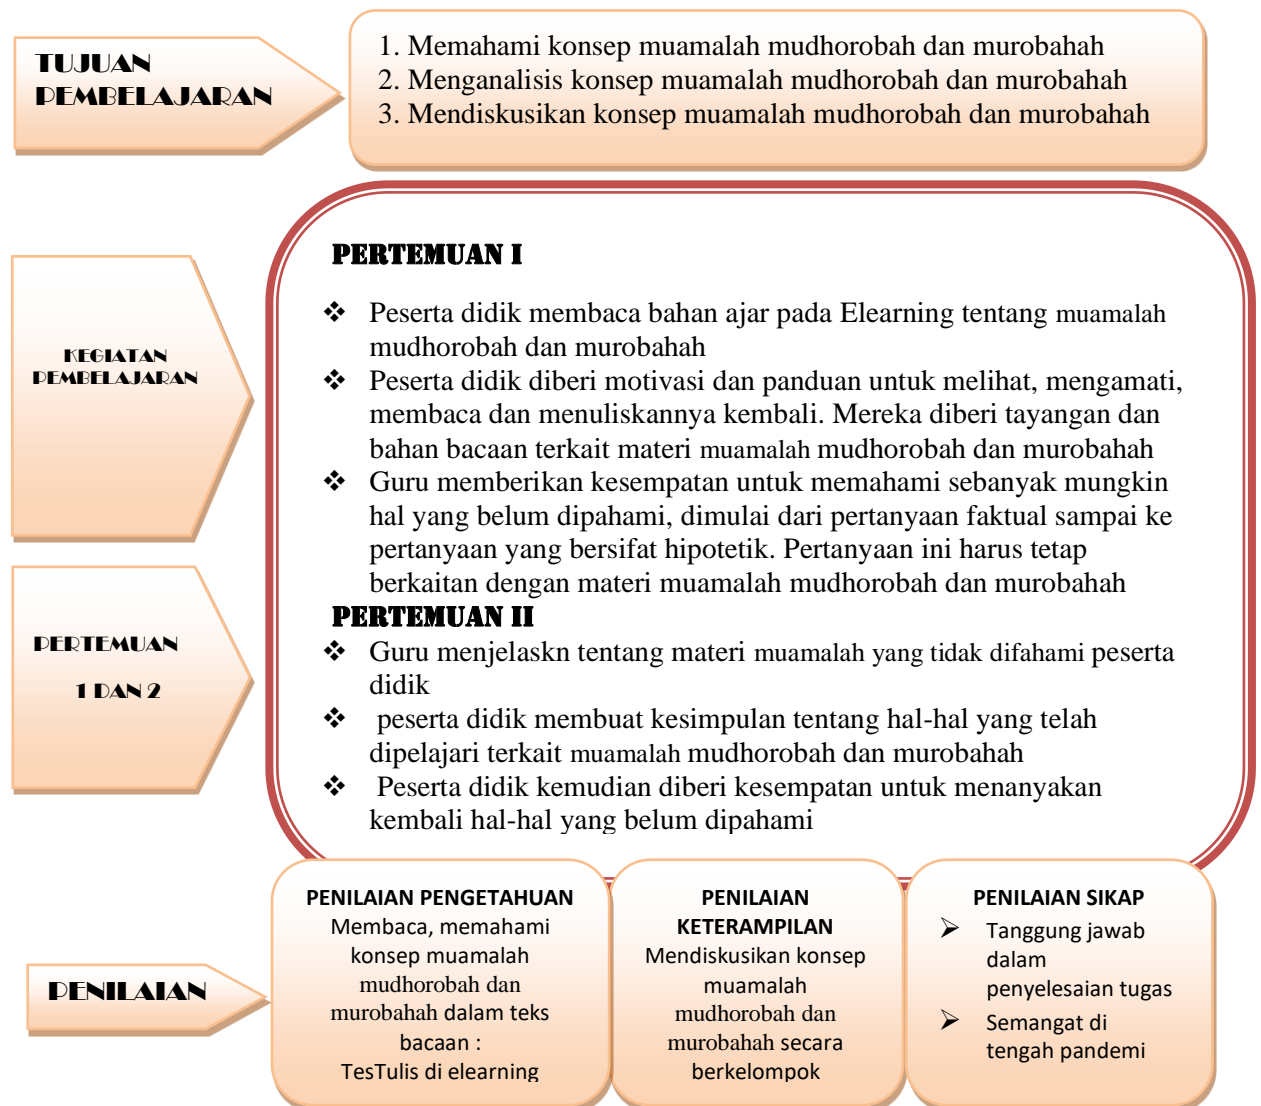 TUJUAN
PEMBELAJARAN
1. Memahami konsep muamalah mudhorobah dan murobahah
2. Menganalisis konsep muamalah mudhorobah dan murobahah
3. Mendiskusikan konsep muamalah mudhorobah dan murobahah
KEGIATAN
PEMBELAJARAN
PERTEMUAN
1 DAN 2
PERTEMUAN I
❖ Peserta didik membaca bahan ajar pada Elearning tentang muamalah
mudhorobah dan murobahah
❖ Peserta didik diberi motivasi dan panduan untuk melihat, mengamati,
membaca dan menuliskannya kembali. Mereka diberi tayangan dan
bahan bacaan terkait materi muamalah mudhorobah dan murobahah
❖ Guru memberikan kesempatan untuk memahami sebanyak mungkin
hal yang belum dipahami, dimulai dari pertanyaan faktual sampai ke
pertanyaan yang bersifat hipotetik. Pertanyaan ini harus tetap
berkaitan dengan materi muamalah mudhorobah dan murobahah
PERTEMUAN II
❖ Guru menjelaskn tentang materi muamalah yang tidak difahami peserta
didik
❖ peserta didik membuat kesimpulan tentang hal-hal yang telah
dipelajari terkait muamalah mudhorobah dan murobahah
❖ Peserta didik kemudian diberi kesempatan untuk menanyakan
kembali hal-hal yang belum dipahami
PENILAIAN
PENILAIAN PENGETAHUAN
Membaca, memahami
konsep muamalah
mudhorobah dan
murobahah dalam teks
bacaan :
TesTulis di elearning
PENILAIAN
KETERAMPILAN
Mendiskusikan konsep
muamalah
mudhorobah dan
murobahah secara
berkelompok
PENILAIAN SIKAP
➢ Tanggung jawab
dalam
penyelesaian tugas
➢ Semangat di
tengah pandemi